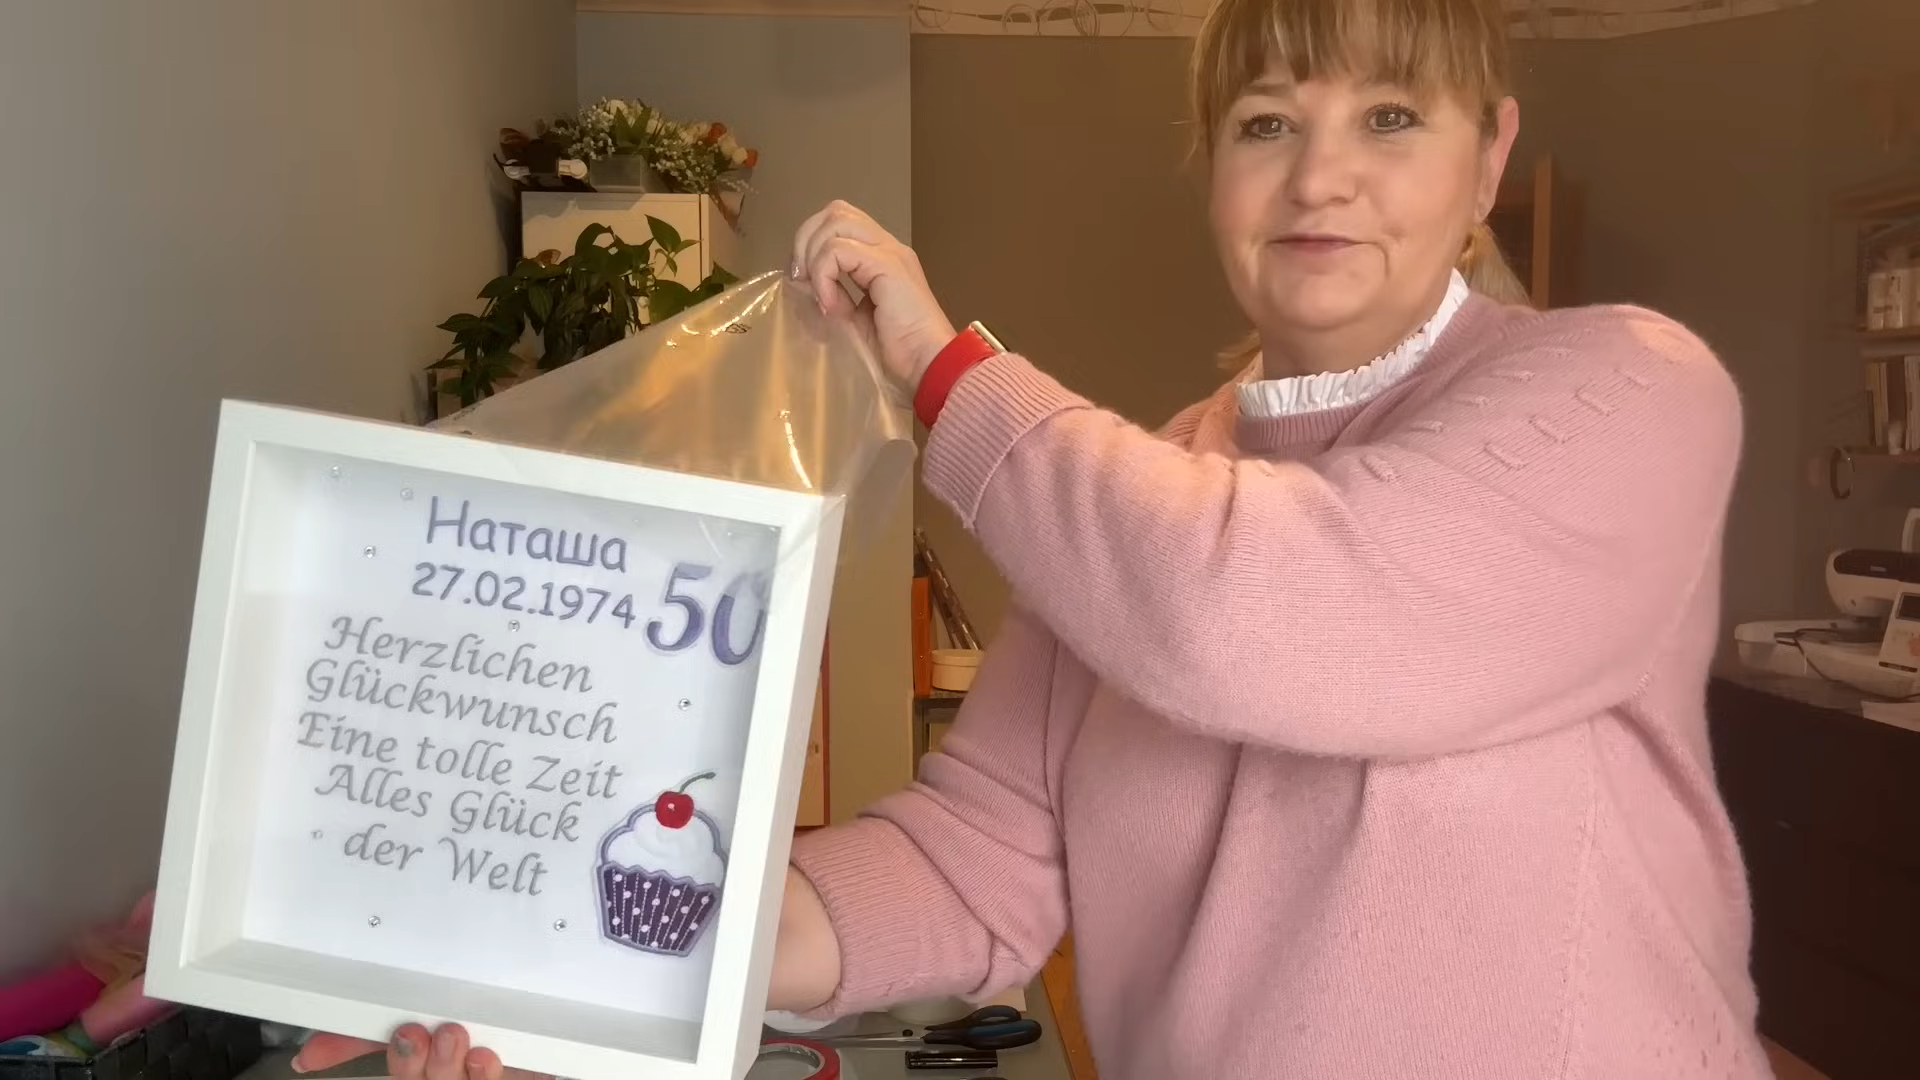 Наташа
27.02.1974
50
Herzlichen
Glückwunsch
Eine tolle Zeit
Alles Glück
der Welt